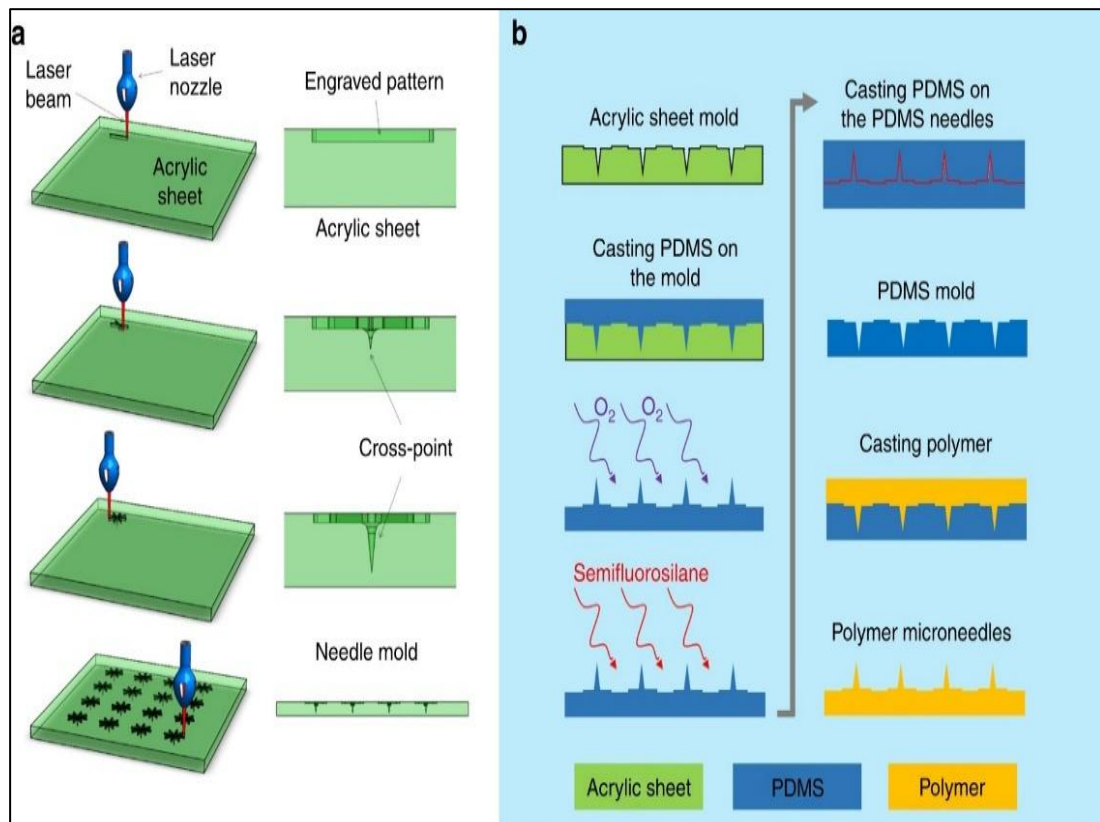 a
Laser
nozzle
Laser
beam
Engraved pattern
Acrylic
sheet
Acrylic sheet
Cross-point
Needle mold
b
Acrylic sheet mold
Casting PDMS on
the mold
O₂ O₂
Semifluorosilane
Casting PDMS on
the PDMS needles
PDMS mold
Casting polymer
Polymer microneedles
Acrylic sheet
PDMS
Polymer